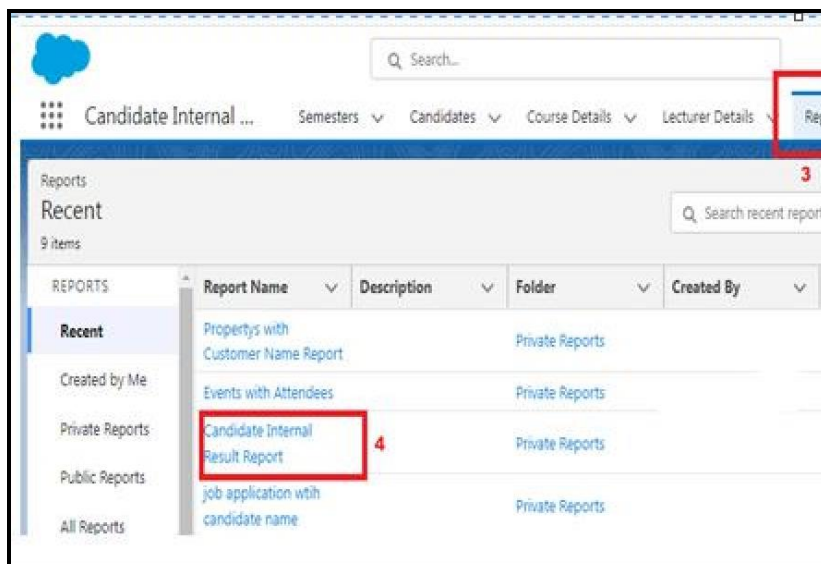 Search...
Candidate Internal ...
Semesters
Candidates
Course Details
Lecturer Details
Rep
3
Reports
Recent
9 items
Search recent report
REPORTS
Report Name
Description
Folder
Created By
Recent
Propertys with
Customer Name Report
Private Reports
Created by Me
Events with Attendees
Private Reports
Private Reports
Candidate Internal
Result Report
4
Private Reports
Public Reports
job application wtih
candidate name
Private Reports
All Reports